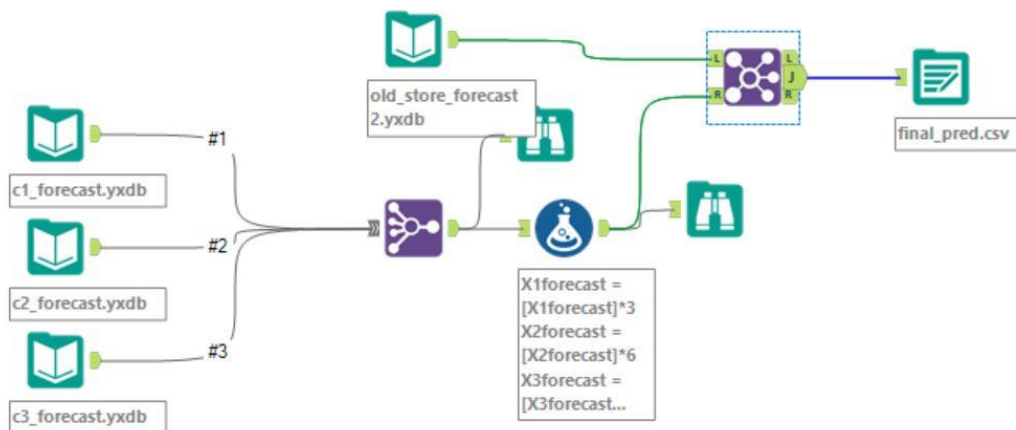 old_store_forecast
2.yxdb
L
R
L
J
R
final_pred.csv
#1
c1_forecast.yxdb
#2
c2_forecast.yxdb
#3
c3_forecast.yxdb
X1forecast =
[X1forecast]*3
X2forecast =
[X2forecast]*6
X3forecast =
[X3forecast...